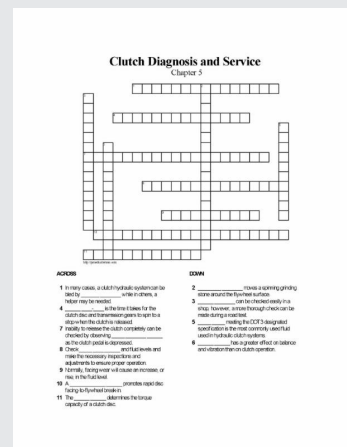 Clutch Diagnosis and Service
Chapter 5
ACROSS
1 In many cases, a clutch hydraulic system can be
bled by ____________, while in others, a
helper may be needed.
4 ________-____ is the time it takes for the
clutch disc and transmission gears to spin to a
stop when the clutch is released.
7 Inability to release the clutch completely can be
checked by observing ____________
as the clutch pedal is depressed.
8 Check ____________ and fluid levels and
make the necessary inspections and
adjustments to ensure proper operation.
9 Normally, facing wear will cause an increase, or
rise, in the fluid level.
10 A ____________ promotes rapid disc
facing-to-flywheel break-in.
11 The ________ determines the torque
capacity of a clutch disc.
DOWN
2 ____________ moves a spinning grinding
stone around the flywheel surface.
3 ____________ can be checked easily in a
shop, however, a more thorough check can be
made during a road test.
5 ________ meeting the DOT 3 designated
specification is the most commonly used fluid
used in hydraulic clutch systems.
6 ________ has a greater effect on balance
and vibration than on clutch operation.